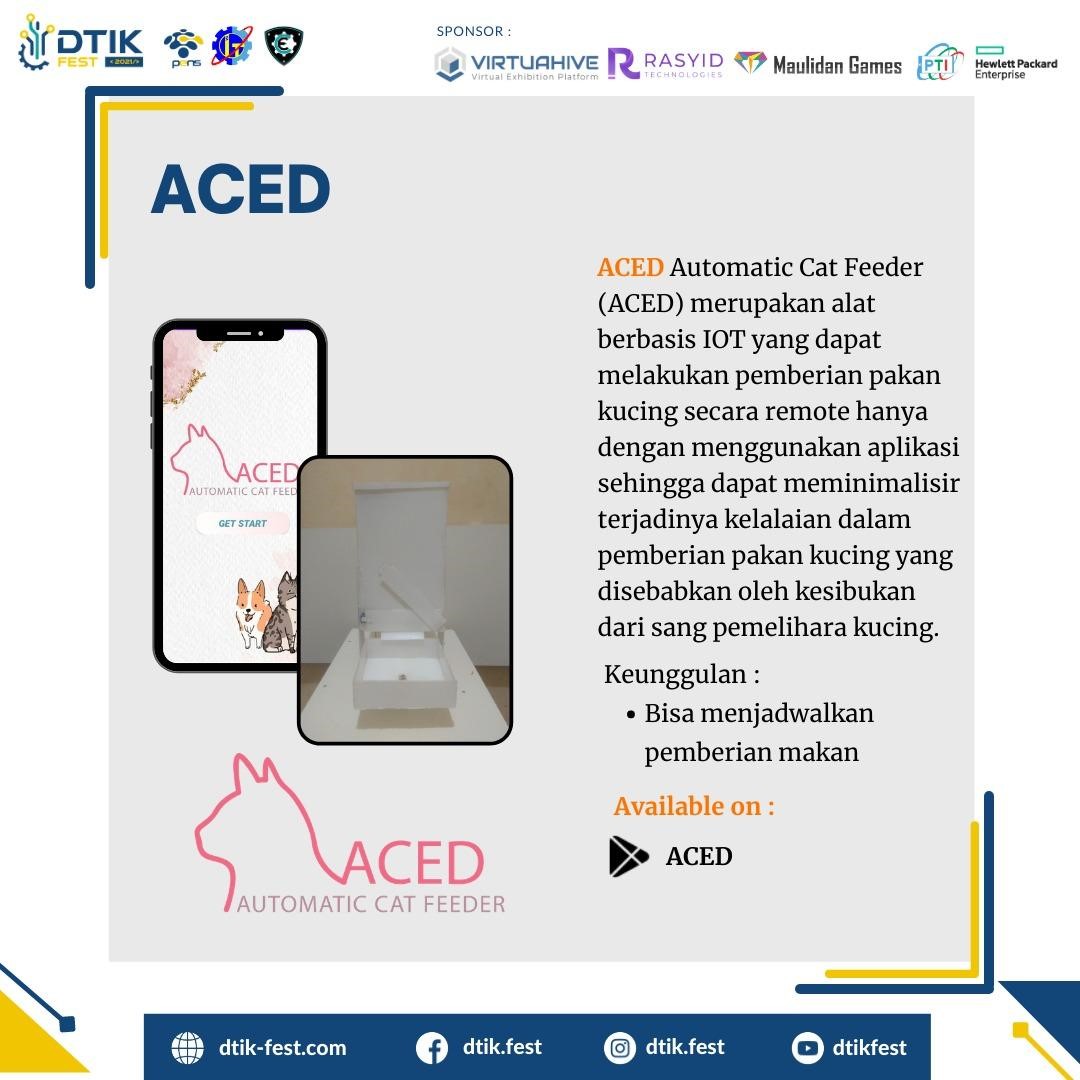 DTIK
FEST <2021/>
pens
SPONSOR :
VIRTUAHIVE
Virtual Exhibition Platform
RASYID
TECHNOLOGIES
Maulidan Games
PTI
Hewlett Packard
Enterprise
ACED
ACED Automatic Cat Feeder
(ACED) merupakan alat
berbasis IOT yang dapat
melakukan pemberian pakan
kucing secara remote hanya
dengan menggunakan aplikasi
sehingga dapat meminimalisir
terjadinya kelalaian dalam
pemberian pakan kucing yang
disebabkan oleh kesibukan
dari sang pemelihara kucing.
Keunggulan :
• Bisa menjadwalkan
pemberian makan
Available on :
ACED
ACED
AUTOMATIC CAT FEED
GET START
ACED
AUTOMATIC CAT FEEDER
dtik-fest.com
dtik.fest
dtik.fest
dtikfest